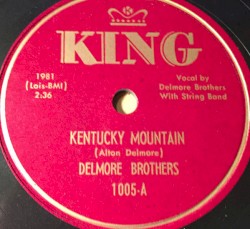 KING
1981
(Lois-BMI)
2:36
Vocal by
Delmore Brothers
With String Band
KENTUCKY MOUNTAIN
(Alton Delmore)
DELMORE BROTHERS
1005-A